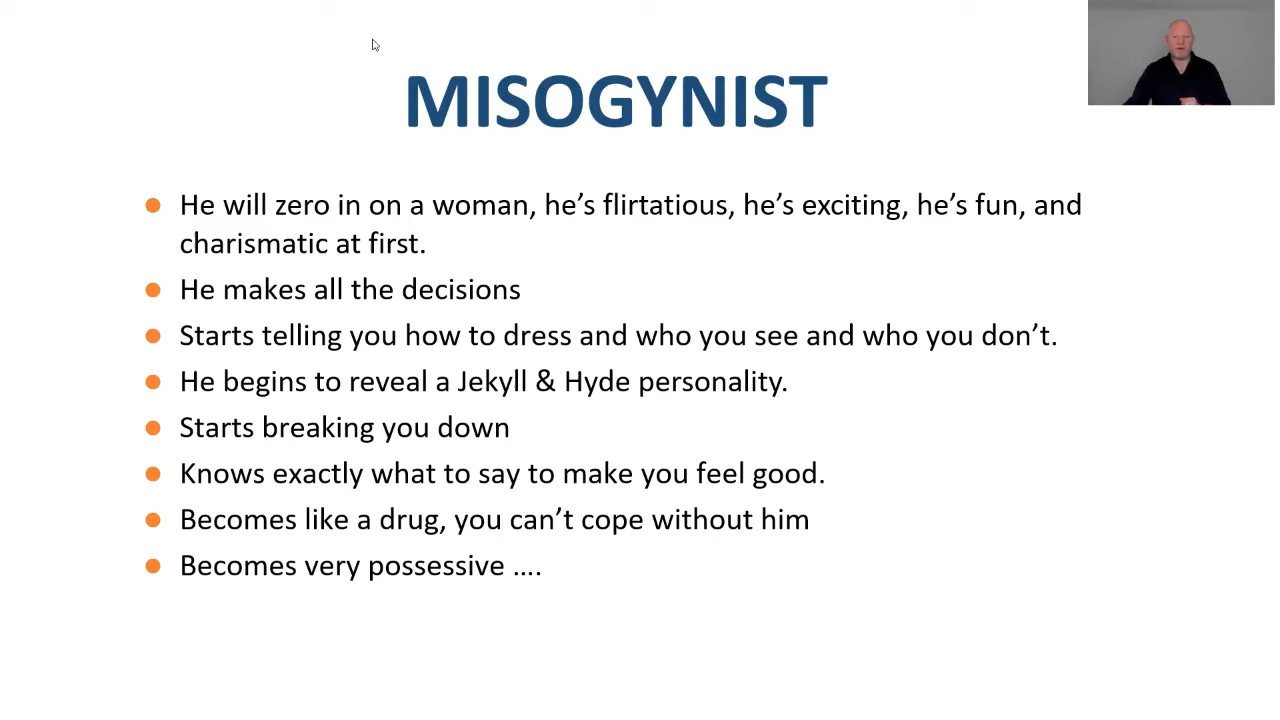 MISOGYNIST
● He will zero in on a woman, he’s flirtatious, he’s exciting, he’s fun, and
charismatic at first.
● He makes all the decisions
● Starts telling you how to dress and who you see and who you don’t.
● He begins to reveal a Jekyll & Hyde personality.
● Starts breaking you down
● Knows exactly what to say to make you feel good.
● Becomes like a drug, you can’t cope without him
● Becomes very possessive ….